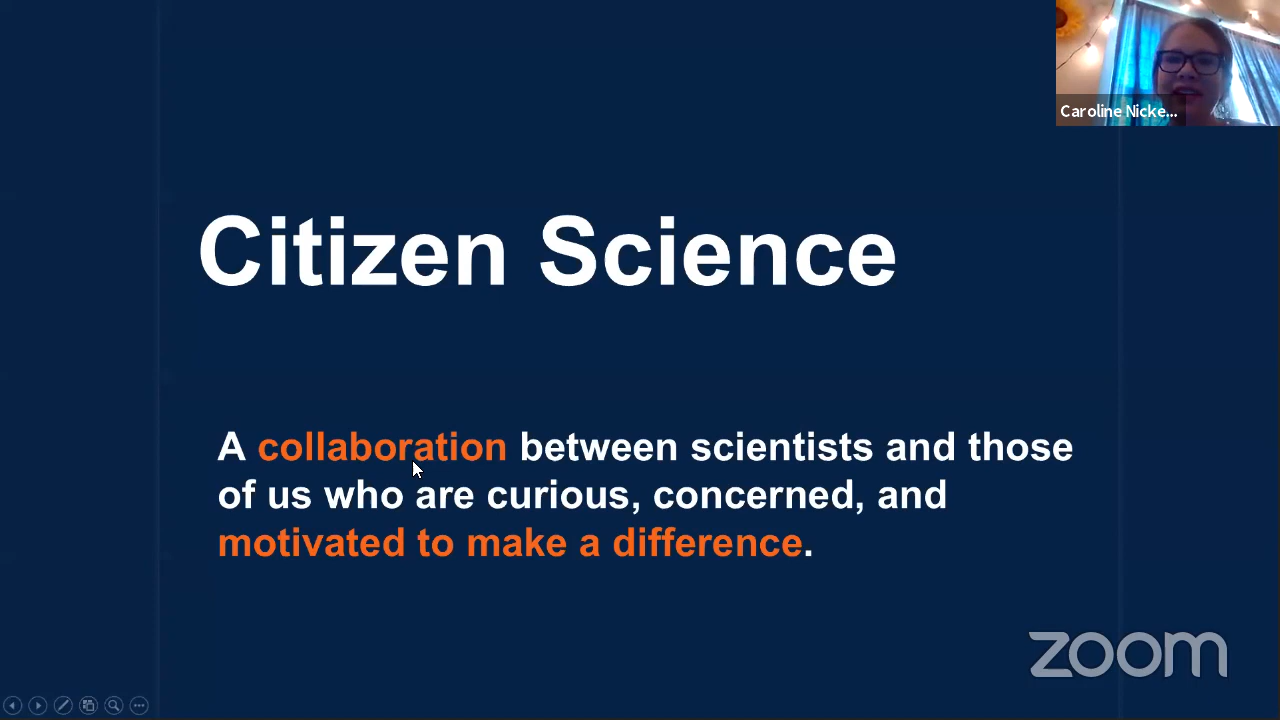 Caroline Nicke...
Citizen Science
A collaboration between scientists and those
of us who are curious, concerned, and
motivated to make a difference.
zoom